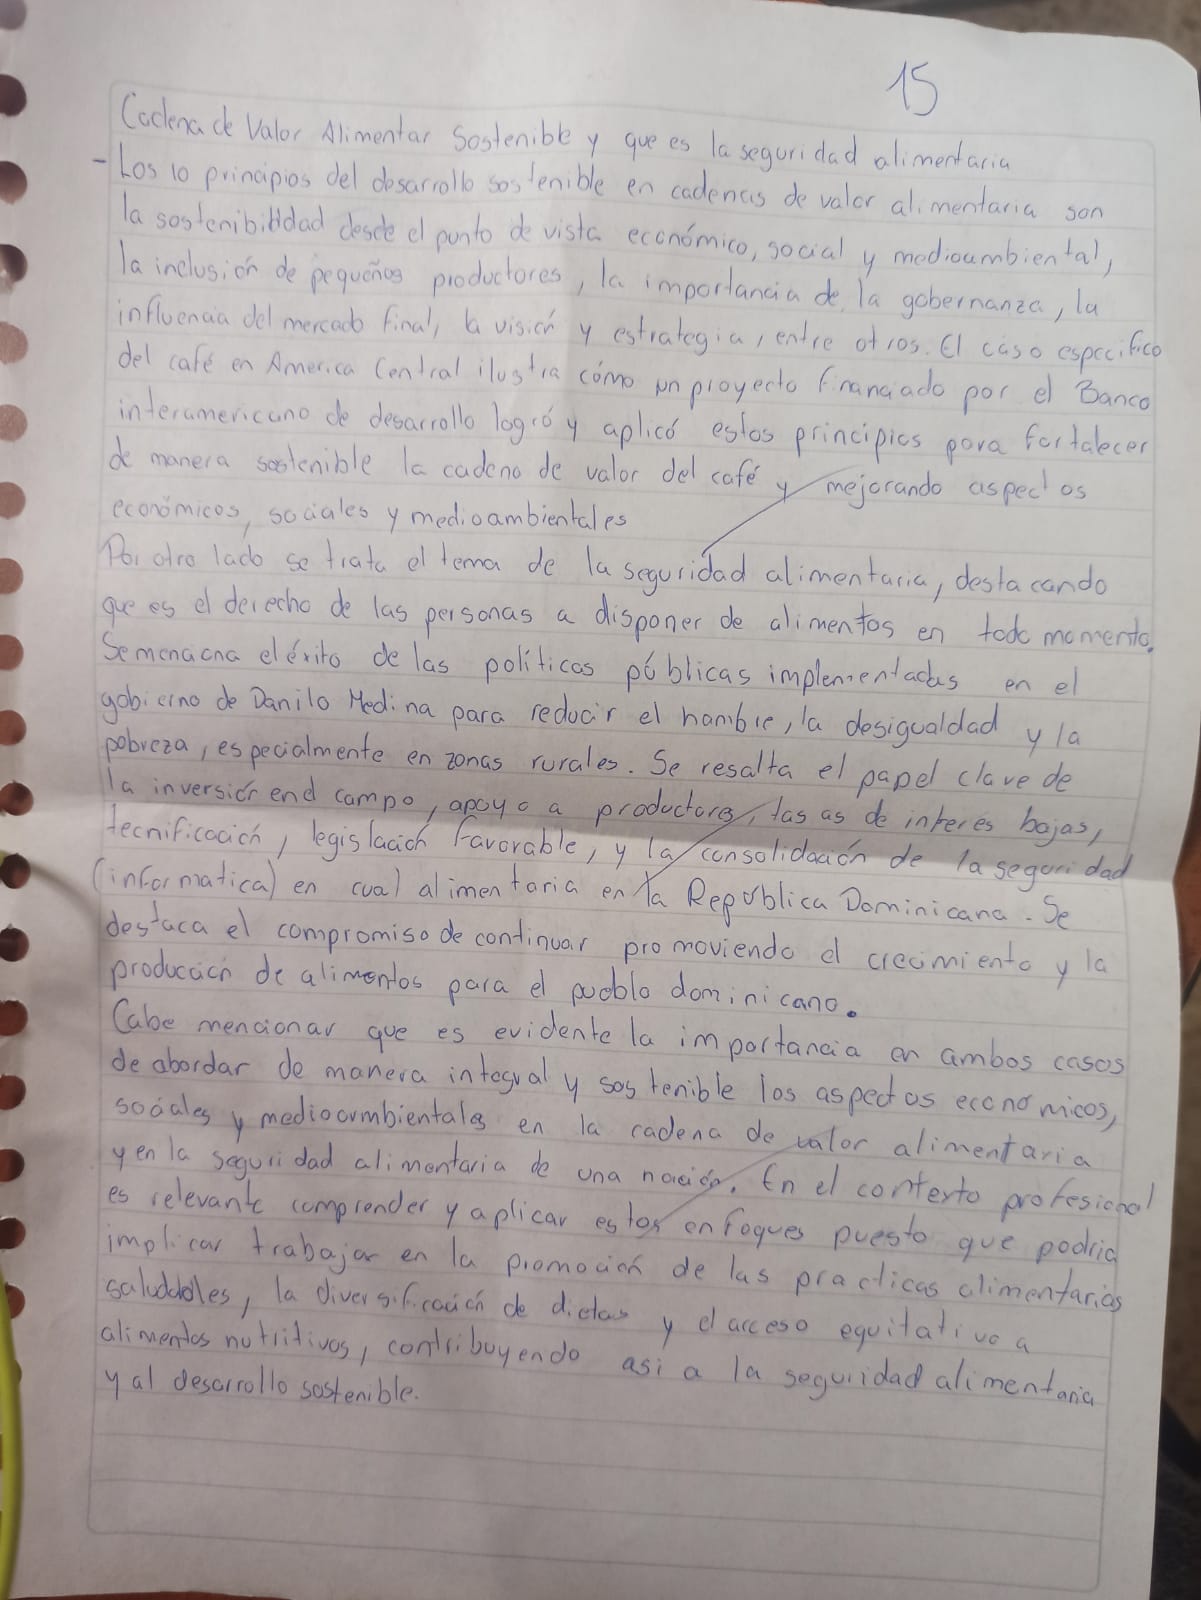 15
Cadena de Valor Alimentar Sostenible y que es la seguridad alimentaria
- Los 10 principios del desarrollo sostenible en cadenas de valor alimentaria son
la sostenibilidad desde el punto de vista económico, social y medioambiental,
la inclusión de pequeños productores, la importancia de la gobernanza, la
influencia del mercado final, la visión y estrategia, entre otros. El caso especifico
del café en America Central ilustra cómo un proyecto financiado por el Banco
interamericano de desarrollo logró y aplicó estos principios para fortalecer
de manera sostenible la cadena de valor del café y mejorando aspectos
económicos, sociales y medioambientales
Por otro lado se trata el tema de la seguridad alimentaria, destacando
que es el derecho de las personas a disponer de alimentos en todo momento.
Se menciona el éxito de las políticas públicas implementadas en el
gobierno de Danilo Medina para reducir el hambre, la desigualdad y la
pobreza, especialmente en zonas rurales. Se resalta el papel clave de
la inversión en el campo, apoyo a productores, tasas de interés bajas,
tecnificación, legislación favorable, y la consolidación de la seguridad
(informatica) en cual alimentaria en la República Dominicana. Se
destaca el compromiso de continuar promoviendo el crecimiento y la
producción de alimentos para el pueblo dominicano.
Cabe mencionar que es evidente la importancia en ambos casos
de abordar de manera integral y sostenible los aspectos economicos,
sociales y medioambientales en la cadena de valor alimentaria
y en la seguridad alimentaria de una nación. En el contexto profesional
es relevante comprender y aplicar estos enfoques puesto que podria
implicar trabajar en la promoción de las practicas alimentarias
saludables, la diversificación de dietas y el acceso equitativo a
alimentos nutritivos, contribuyendo asi a la seguridad alimentaria
y al desarrollo sostenible.